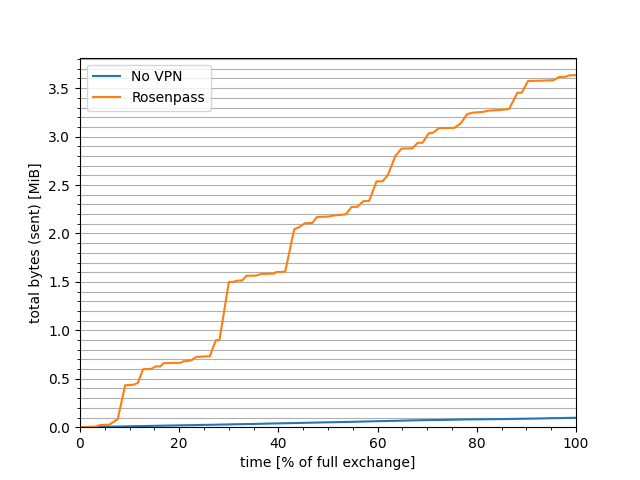 No VPN
Rosenpass
total bytes (sent) [MiB]
3.5
3.0
2.5
2.0
1.5
1.0
0.5
0.0
0 20 40 60 80 100
time [% of full exchange]